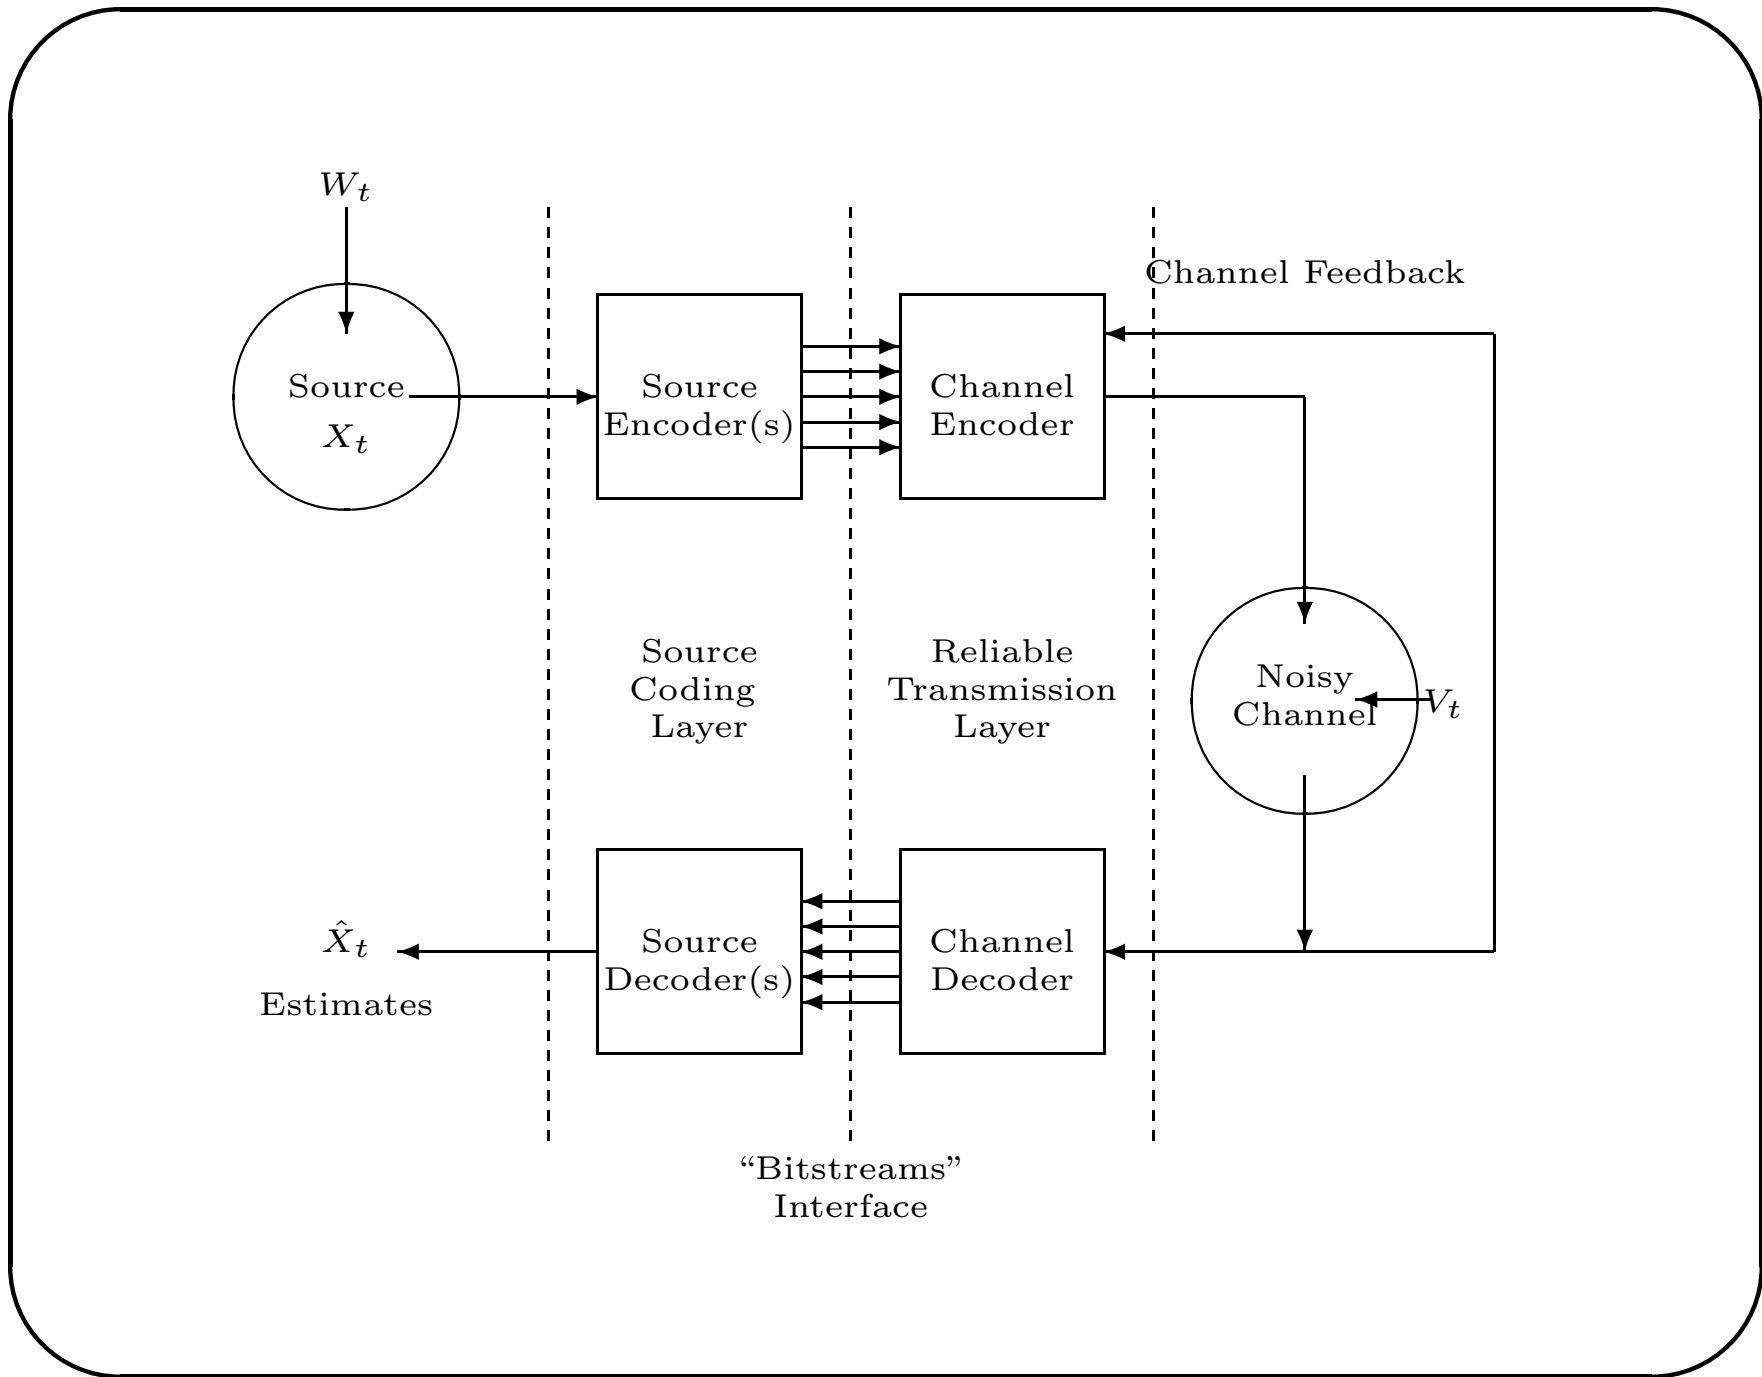 W_t
Channel Feedback
Source
X_t
Source
Encoder(s)
Channel
Encoder
Source
Coding
Layer
Reliable
Transmission
Layer
Noisy
Channel
V_t
X̂_t
Estimates
Source
Decoder(s)
Channel
Decoder
“Bitstreams”
Interface